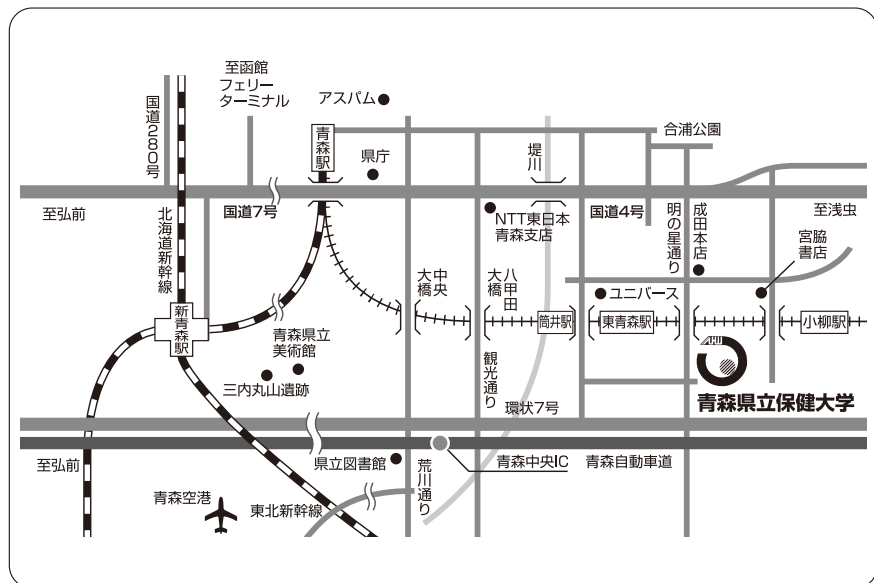 至函館
フェリー
ターミナル
アスパム
国道280号
青森駅
県庁
堤川
合浦公園
至弘前
国道7号
北海道新幹線
NTT東日本
青森支店
国道4号
明の星通り
成田本店
至浅虫
宮脇
書店
中央
大橋
八甲田
大橋
ユニバース
新青森駅
筒井駅
東青森駅
小柳駅
青森県立
美術館
三内丸山遺跡
観光通り
環状7号
青森県立保健大学
至弘前
県立図書館
荒川通り
青森中央IC
青森自動車道
青森空港
東北新幹線